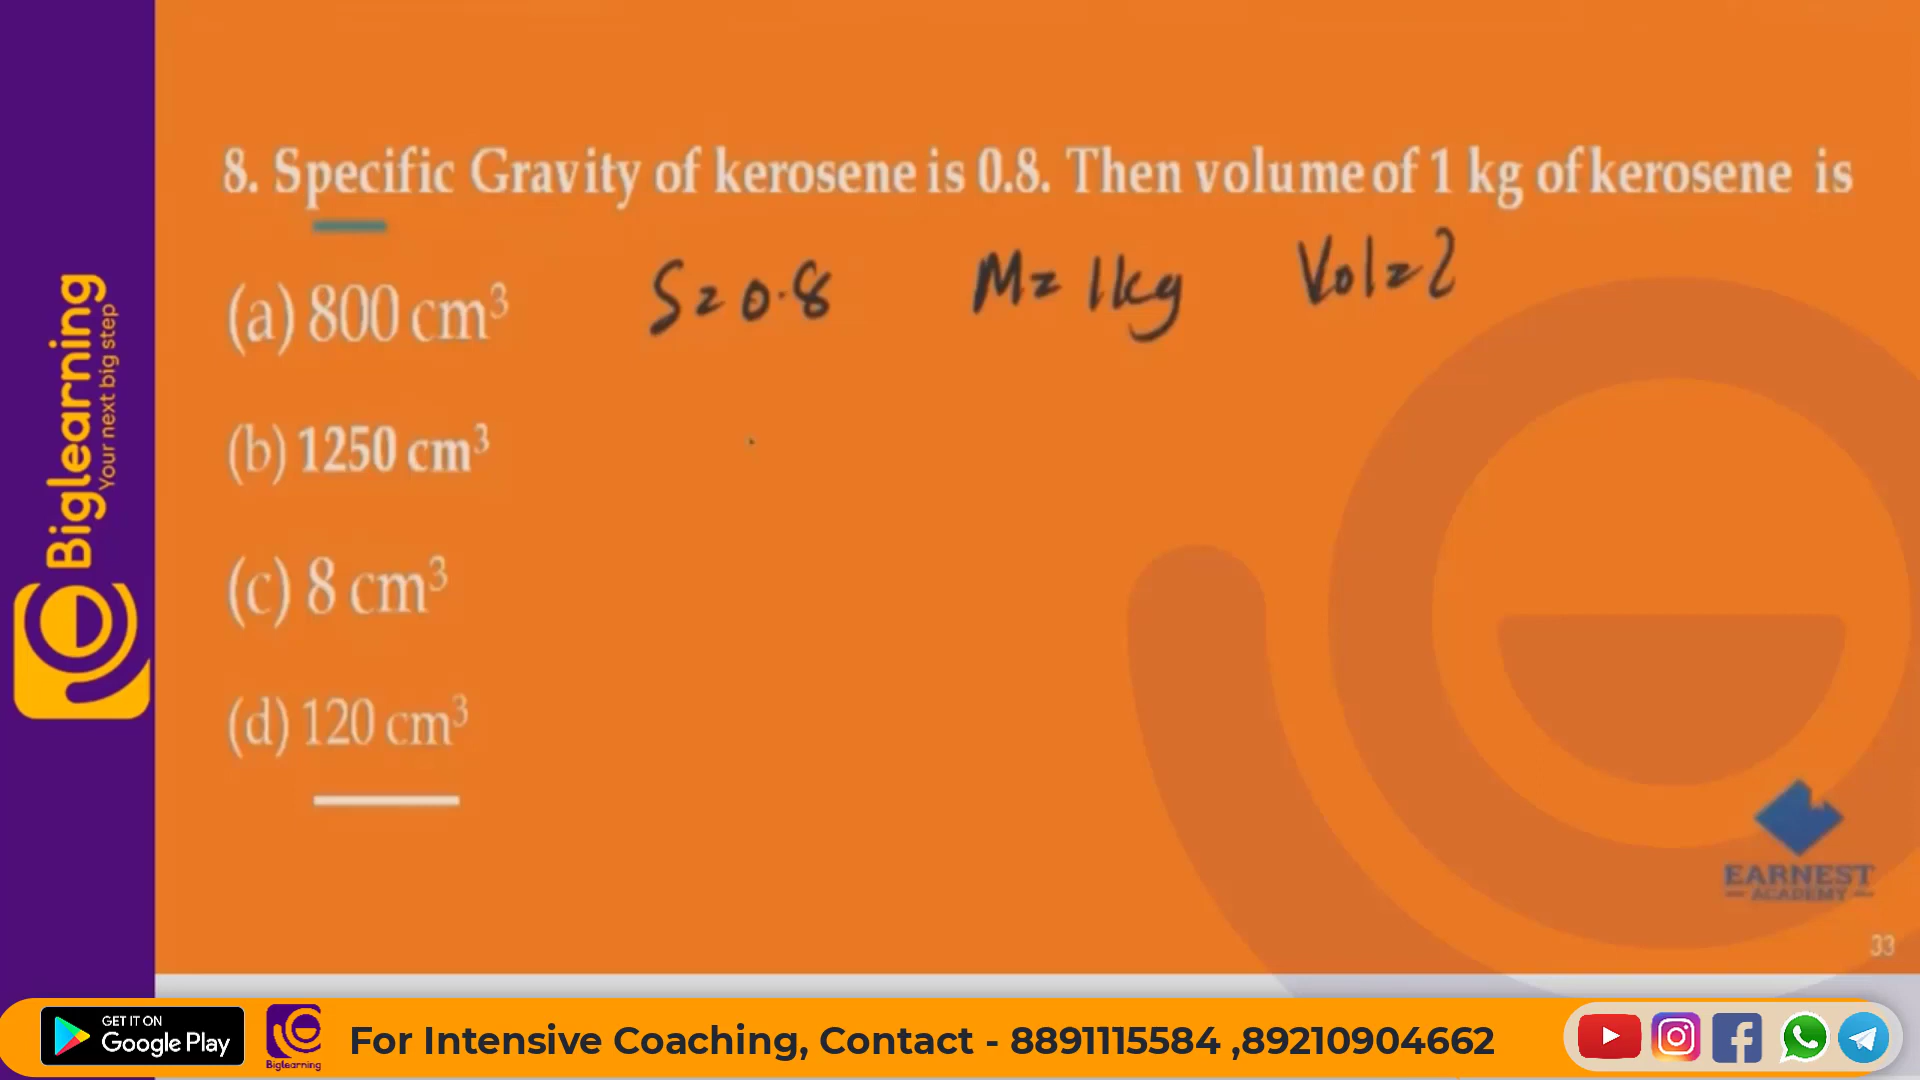 8. Specific Gravity of kerosene is 0.8. Then volume of 1 kg of kerosene is
S = 0.8 M = 1kg Vol = ?
(a) 800 cm³
(b) 1250 cm³
(c) 8 cm³
(d) 120 cm³
Biglearning
Your next big step
EARNEST
ACADEMY
33
GET IT ON
Google Play
Biglearning
For Intensive Coaching, Contact - 8891115584 ,89210904662